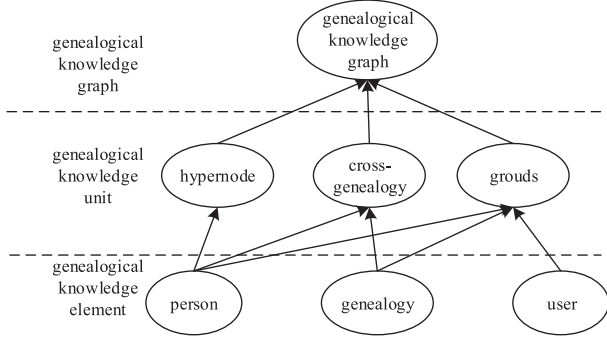 genealogical
knowledge
graph
genealogical
knowledge
graph
genealogical
knowledge
unit
hypernode
cross-
genealogy
grouds
genealogical
knowledge
element
person
genealogy
user